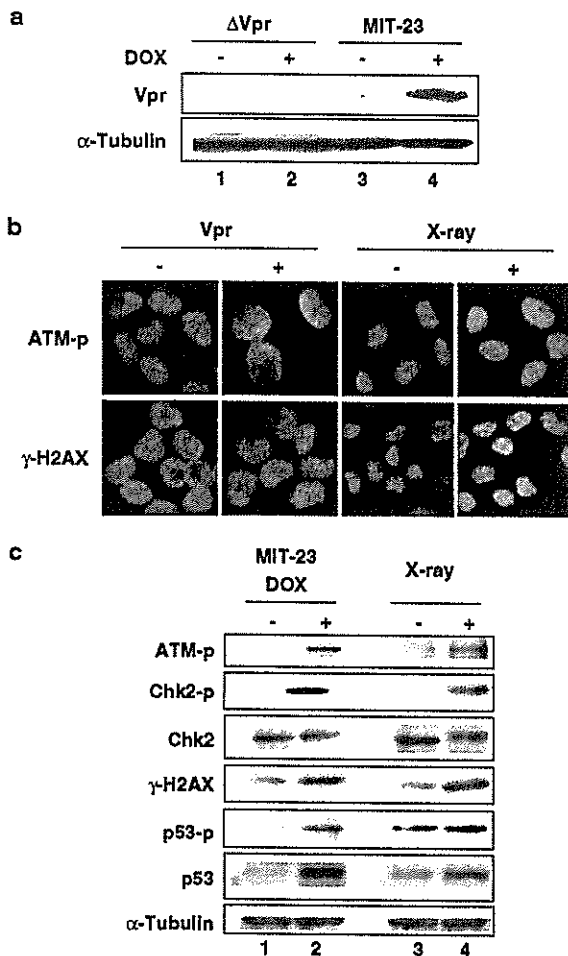 a
ΔVpr MIT-23
DOX - + - +
Vpr
α-Tubulin
1 2 3 4
b
Vpr X-ray
- + - +
ATM-p
γ-H2AX
c
MIT-23
DOX X-ray
- + - +
ATM-p
Chk2-p
Chk2
γ-H2AX
p53-p
p53
α-Tubulin
1 2 3 4